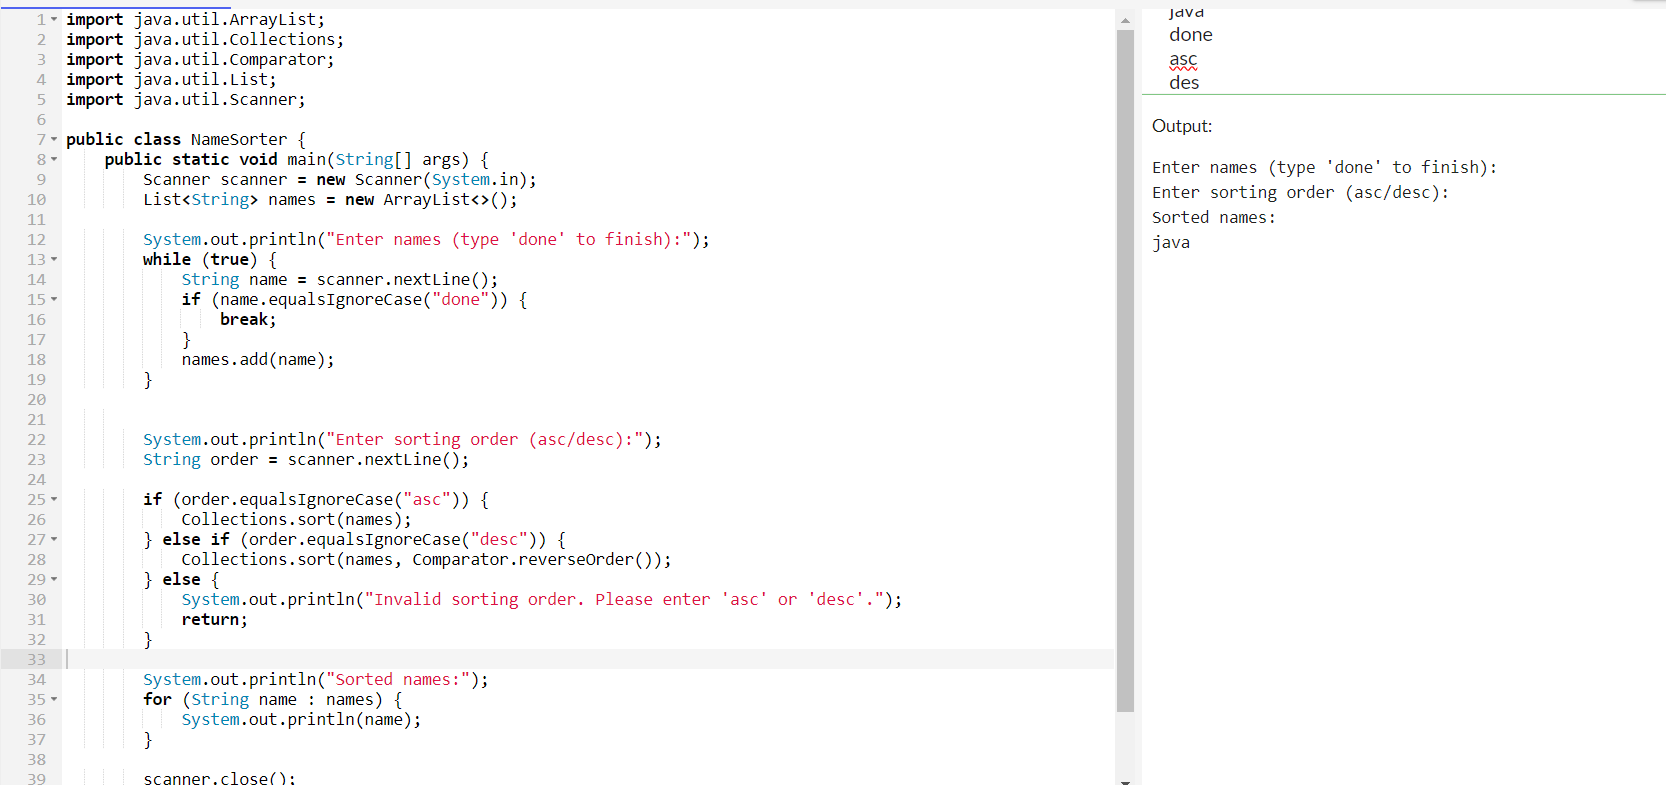 1 import java.util.ArrayList;
2 import java.util.Collections;
3 import java.util.Comparator;
4 import java.util.List;
5 import java.util.Scanner;
6
7 public class NameSorter {
8     public static void main(String[] args) {
9         Scanner scanner = new Scanner(System.in);
10         List<String> names = new ArrayList<>();
11
12         System.out.println("Enter names (type 'done' to finish):");
13         while (true) {
14             String name = scanner.nextLine();
15             if (name.equalsIgnoreCase("done")) {
16                 break;
17             }
18             names.add(name);
19         }
20
21
22         System.out.println("Enter sorting order (asc/desc):");
23         String order = scanner.nextLine();
24
25         if (order.equalsIgnoreCase("asc")) {
26             Collections.sort(names);
27         } else if (order.equalsIgnoreCase("desc")) {
28             Collections.sort(names, Comparator.reverseOrder());
29         } else {
30             System.out.println("Invalid sorting order. Please enter 'asc' or 'desc'.");
31             return;
32         }
33
34         System.out.println("Sorted names:");
35         for (String name : names) {
36             System.out.println(name);
37         }
38
39         scanner.close();
java
done
asc
des
Output:
Enter names (type 'done' to finish):
Enter sorting order (asc/desc):
Sorted names:
java